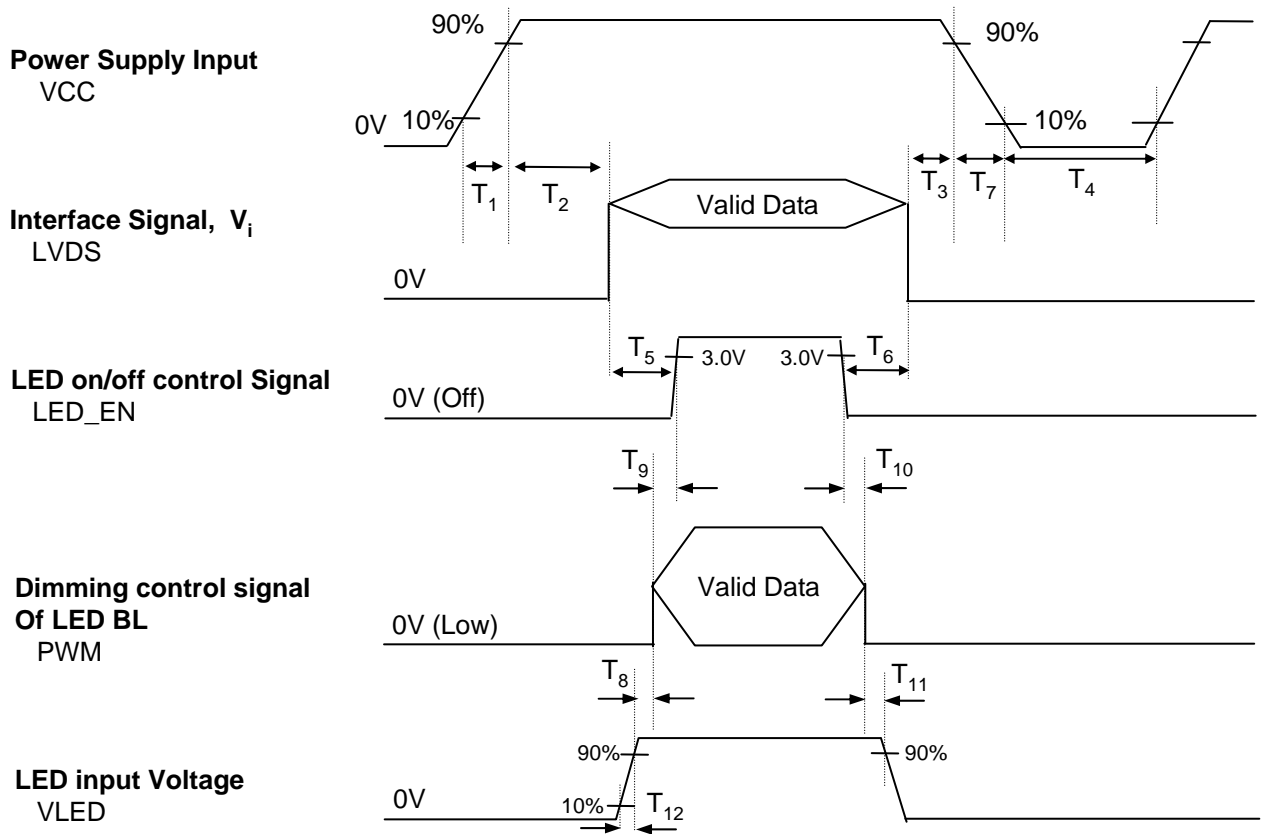 90%
90%
Power Supply Input
VCC
0V
10%
10%
T1
T2
T3
T7
T4
Valid Data
Interface Signal, Vi
LVDS
0V
T5
3.0V
3.0V
T6
LED on/off control Signal
LED_EN
0V (Off)
T9
T10
Dimming control signal
Of LED BL
PWM
Valid Data
0V (Low)
T8
T11
90%
90%
LED input Voltage
VLED
0V
10%
T12